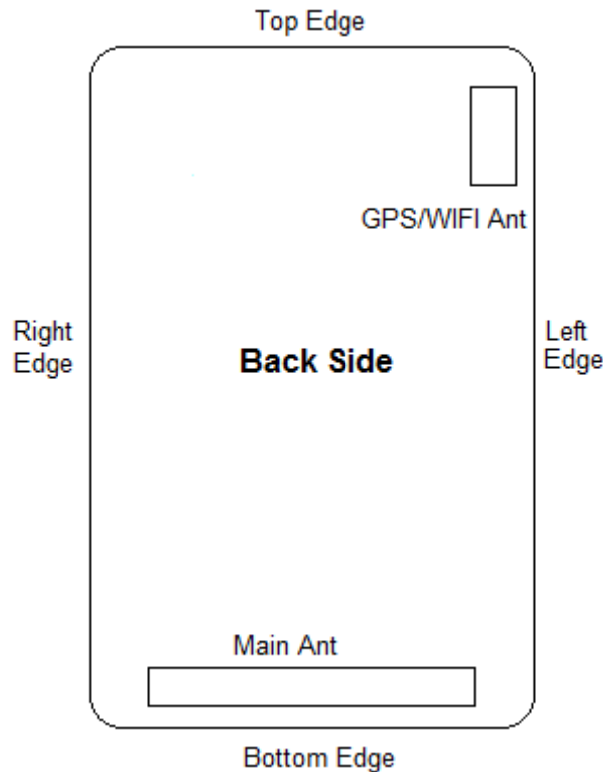 Top Edge
GPS/WIFI Ant
Right
Edge
Back Side
Left
Edge
Main Ant
Bottom Edge